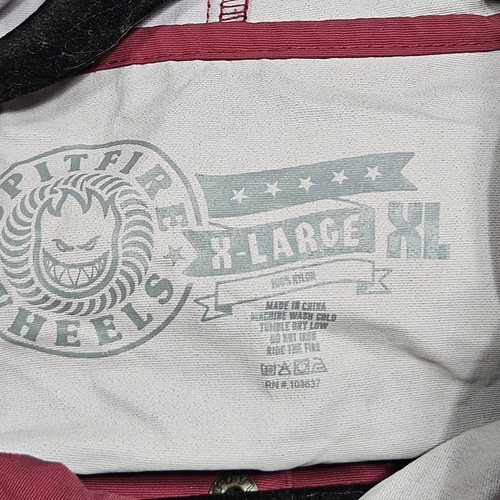 SPITFIRE
WHEELS
X-LARGE XL
100% NYLON
MADE IN CHINA
MACHINE WASH COLD
TUMBLE DRY LOW
DO NOT IRON
RIDE THE FIRE
RN #. 103637